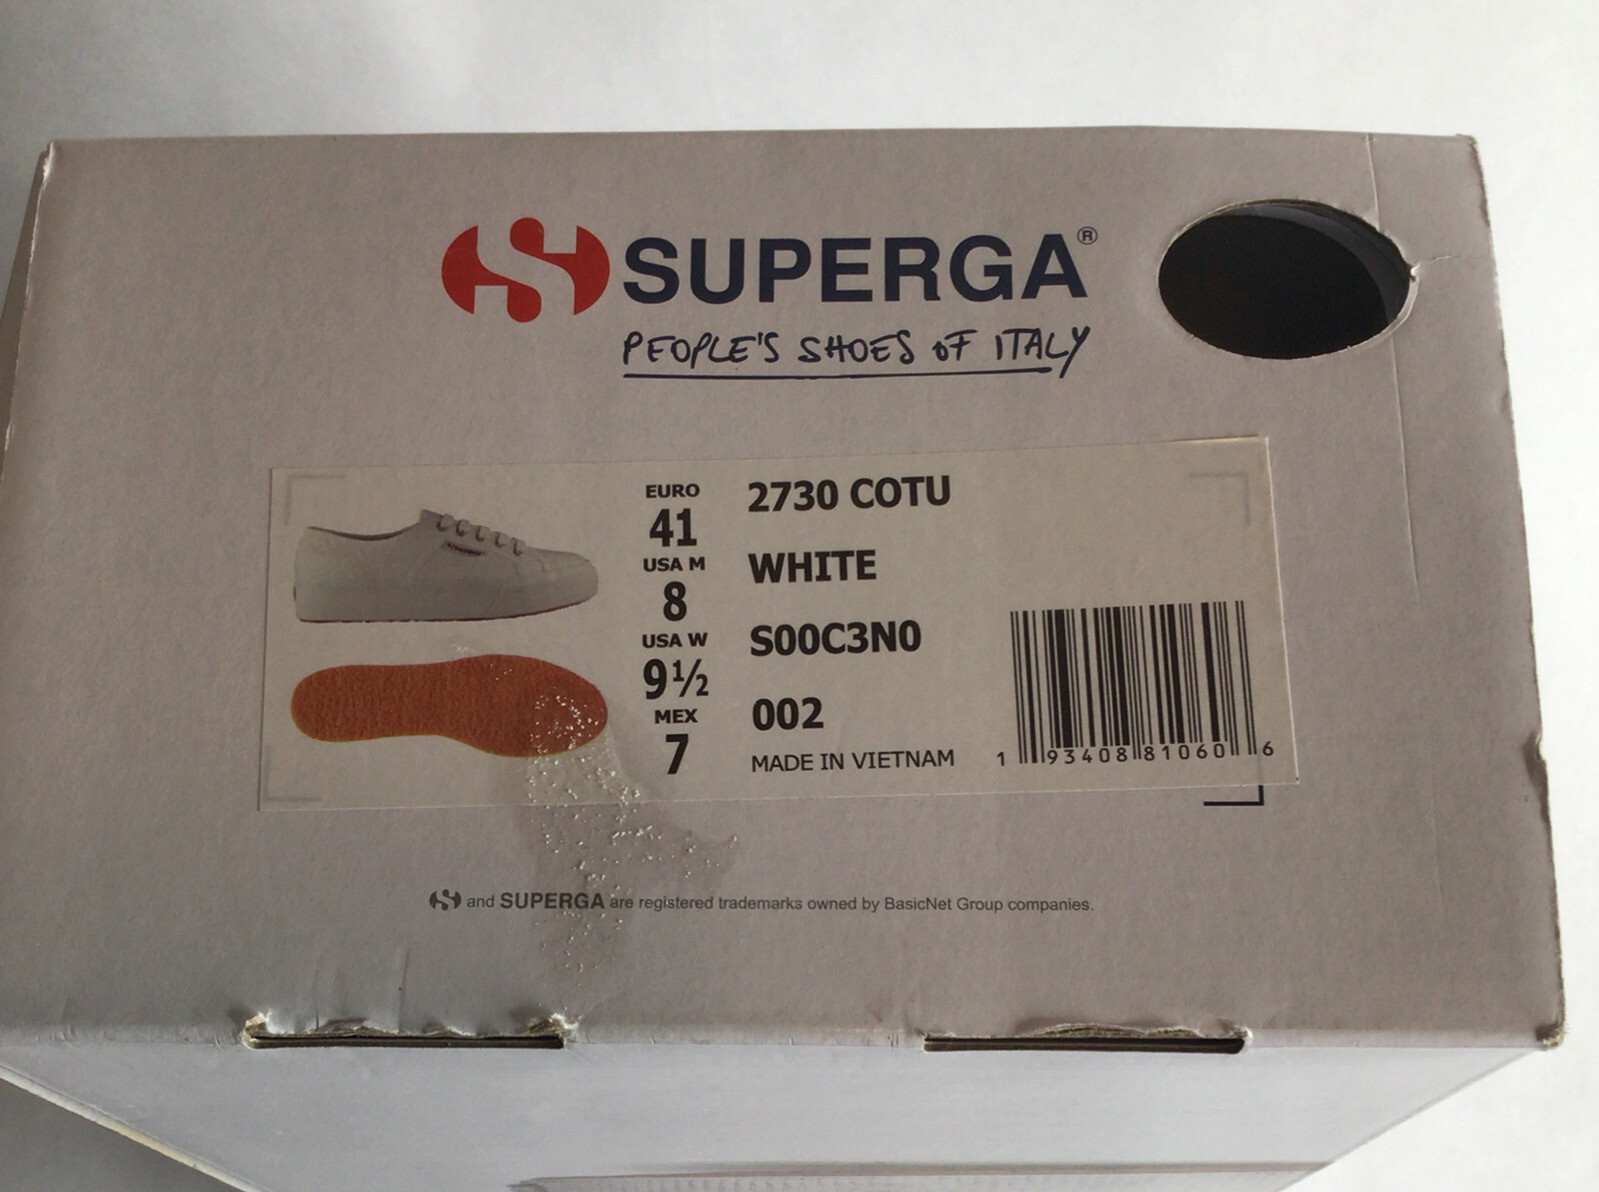 SUPERGA®
PEOPLE'S SHOES OF ITALY
EURO
41
USA M
8
USA W
9½
MEX
7
2730 COTU
WHITE
S00C3N0
002
MADE IN VIETNAM
1 93408 81060 6
and SUPERGA are registered trademarks owned by BasicNet Group companies.